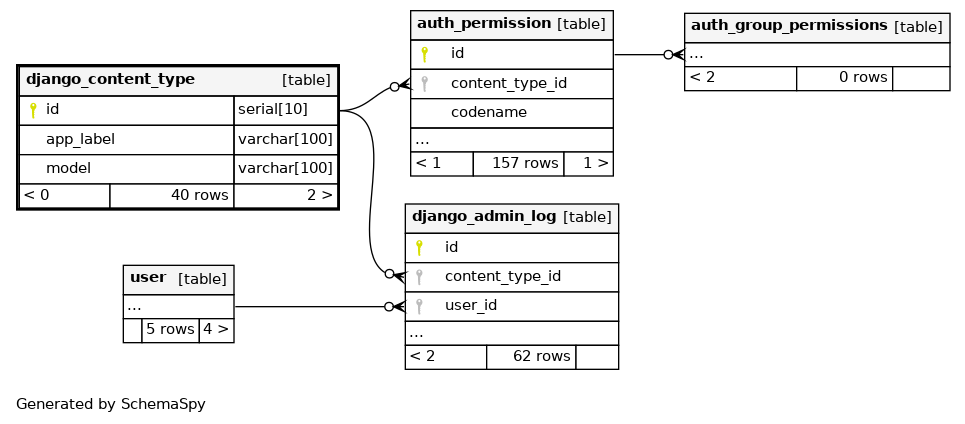 django_content_type [table]
id serial[10]
app_label varchar[100]
model varchar[100]
< 0 40 rows 2 >
auth_permission [table]
id
content_type_id
codename
...
< 1 157 rows 1 >
auth_group_permissions [table]
...
< 2 0 rows
django_admin_log [table]
id
content_type_id
user_id
...
< 2 62 rows
user [table]
...
5 rows 4 >
Generated by SchemaSpy